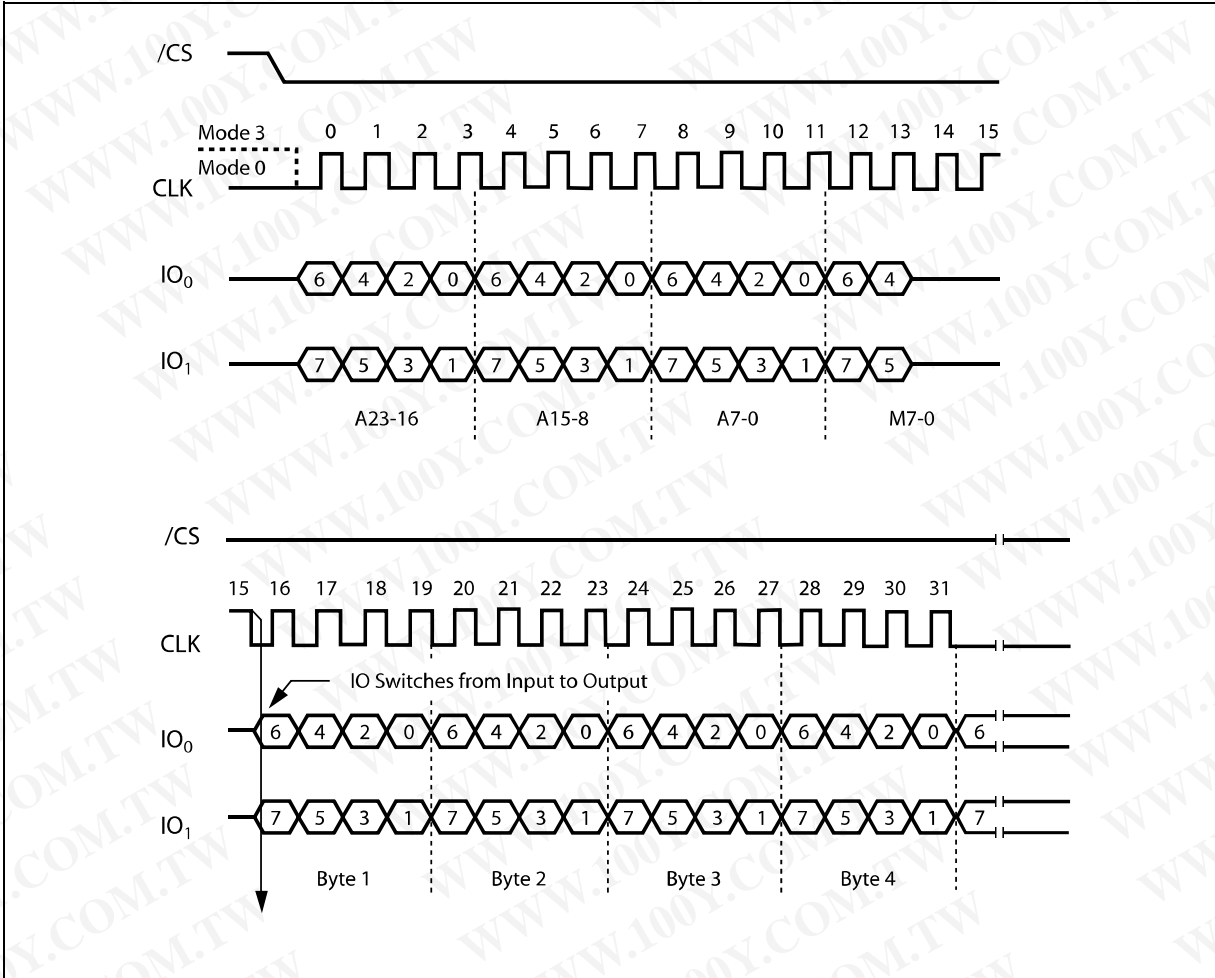 /CS
Mode 3
0 1 2 3 4 5 6 7 8 9 10 11 12 13 14 15
Mode 0
CLK
IO0 6 4 2 0 6 4 2 0 6 4 2 0 6 4
IO1 7 5 3 1 7 5 3 1 7 5 3 1 7 5
A23-16 A15-8 A7-0 M7-0
/CS
15 16 17 18 19 20 21 22 23 24 25 26 27 28 29 30 31
CLK
IO Switches from Input to Output
IO0 6 4 2 0 6 4 2 0 6 4 2 0 6 4 2 0 6
IO1 7 5 3 1 7 5 3 1 7 5 3 1 7 5 3 1 7
Byte 1 Byte 2 Byte 3 Byte 4
WWW.100Y.COM.TW